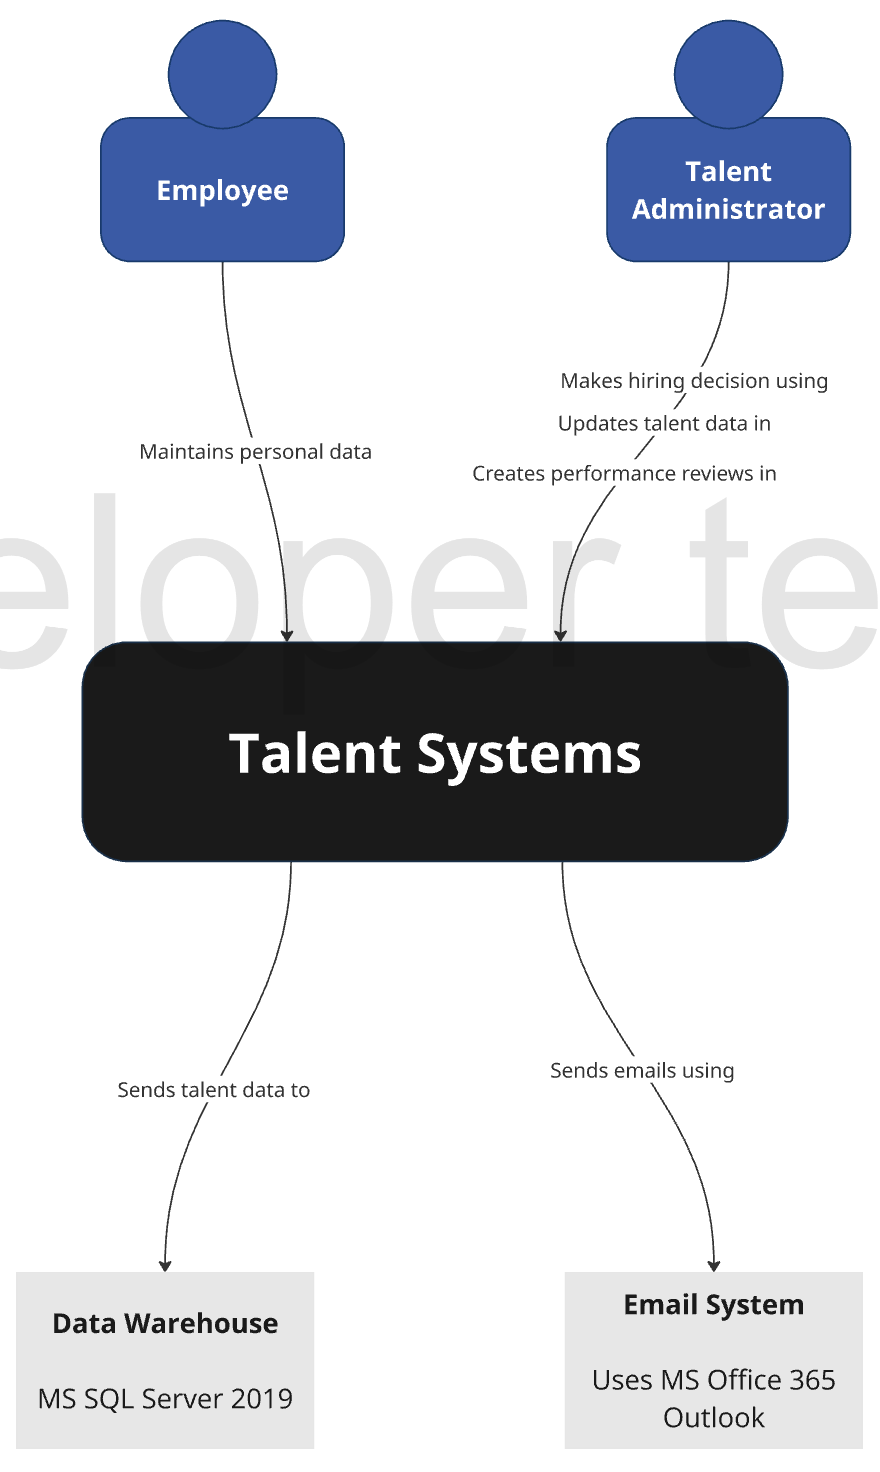 Employee
Talent
Administrator
Makes hiring decision using
Updates talent data in
Maintains personal data
Creates performance reviews in
eloper te
Talent Systems
Sends emails using
Sends talent data to
Data Warehouse
MS SQL Server 2019
Email System
Uses MS Office 365
Outlook